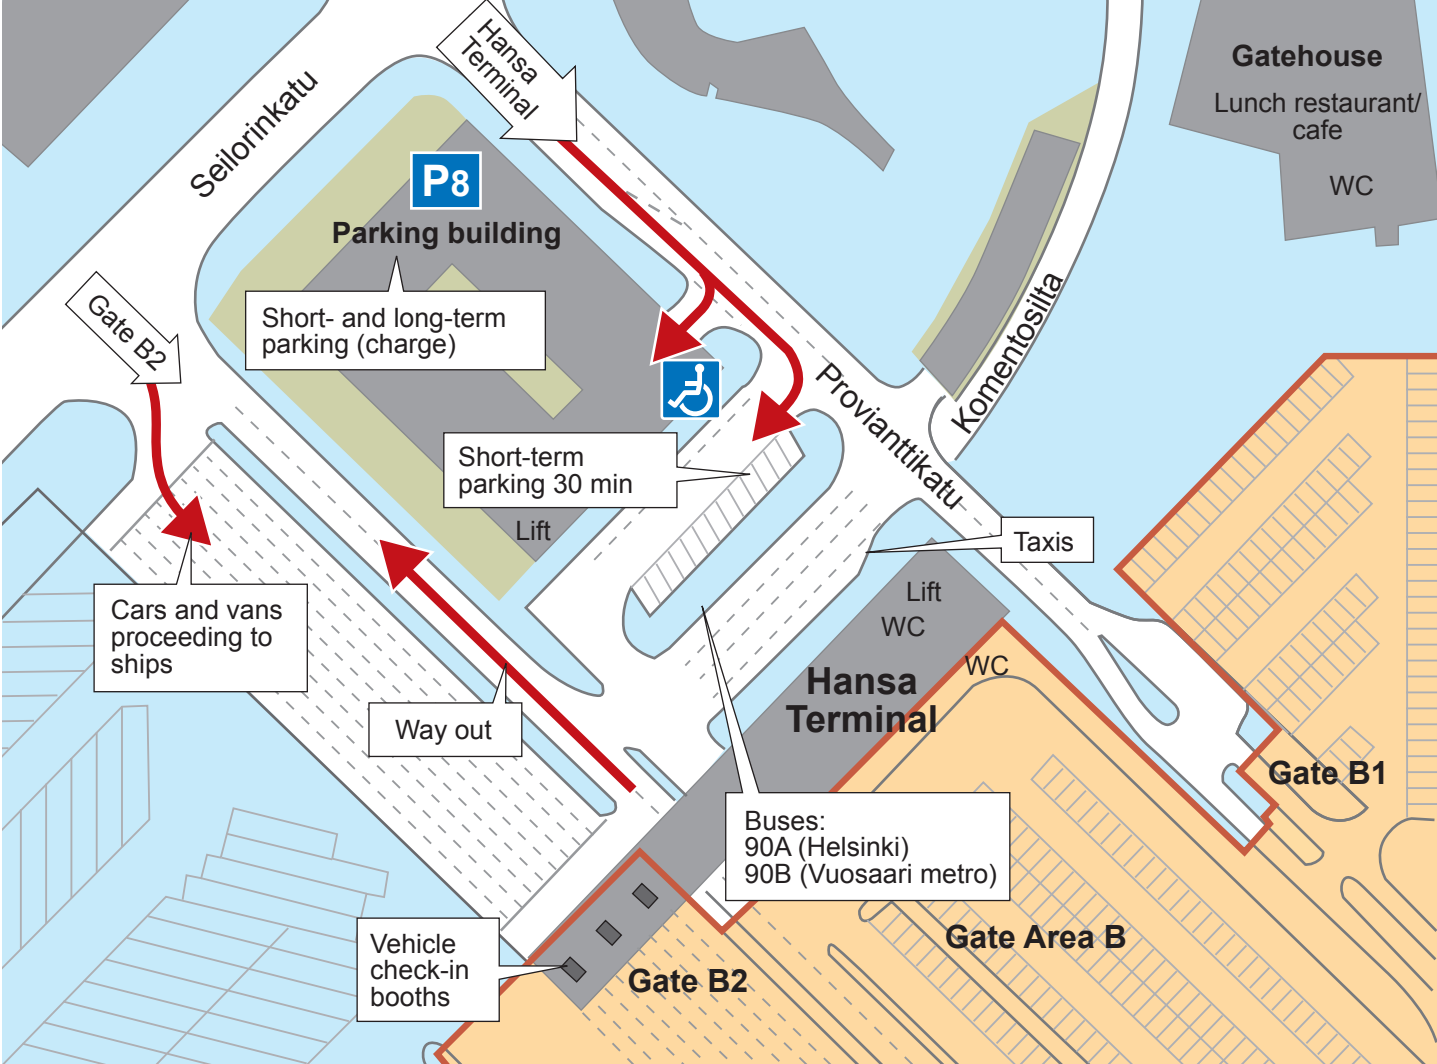 Hansa
Terminal
Gatehouse
Lunch restaurant/
cafe
WC
Seilorinkatu
P8
Parking building
Short- and long-term
parking (charge)
Gate B2
Komentosilta
Provianttikatu
Short-term
parking 30 min
Lift
Taxis
Cars and vans
proceeding to
ships
Lift
WC
WC
Hansa
Terminal
Way out
Gate B1
Buses:
90A (Helsinki)
90B (Vuosaari metro)
Gate Area B
Vehicle
check-in
booths
Gate B2